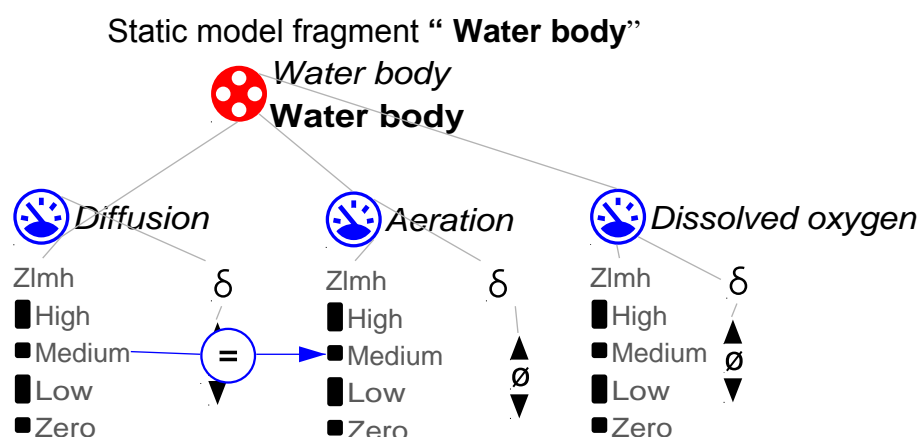 Static model fragment “ Water body”
Water body
Water body
Diffusion Aeration Dissolved oxygen
Zlmh δ Zlmh δ Zlmh δ
High High High
Medium = Medium Medium ø
Low Low ø Low
Zero Zero Zero